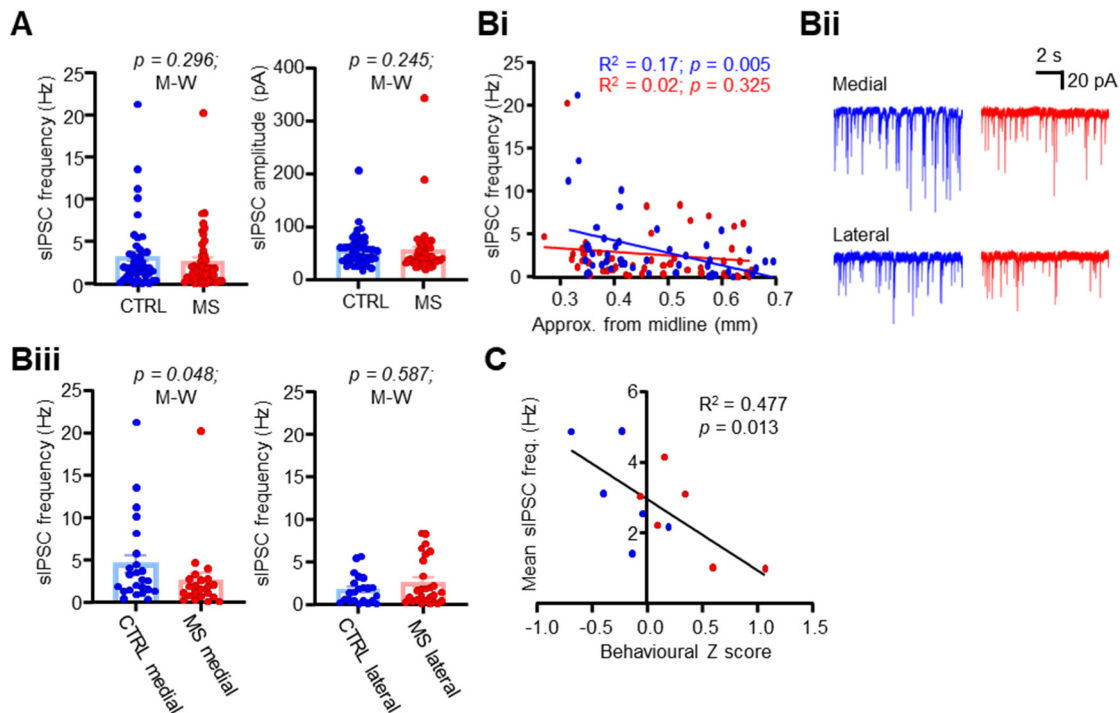 A
p = 0.296;
M-W
sIPSC frequency (Hz)
25
20
15
10
5
0
CTRL
MS
p = 0.245;
M-W
sIPSC amplitude (pA)
400
300
200
100
0
CTRL
MS
Bi
R² = 0.17; p = 0.005
R² = 0.02; p = 0.325
sIPSC frequency (Hz)
25
20
15
10
5
0
0.3
0.4
0.5
0.6
0.7
Approx. from midline (mm)
Bii
2 s
20 pA
Medial
Lateral
Biii
p = 0.048;
M-W
sIPSC frequency (Hz)
25
20
15
10
5
0
CTRL medial
MS medial
p = 0.587;
M-W
sIPSC frequency (Hz)
25
20
15
10
5
0
CTRL lateral
MS lateral
C
R² = 0.477
p = 0.013
Mean sIPSC freq. (Hz)
6
4
2
-1.0
-0.5
0.0
0.5
1.0
1.5
Behavioural Z score